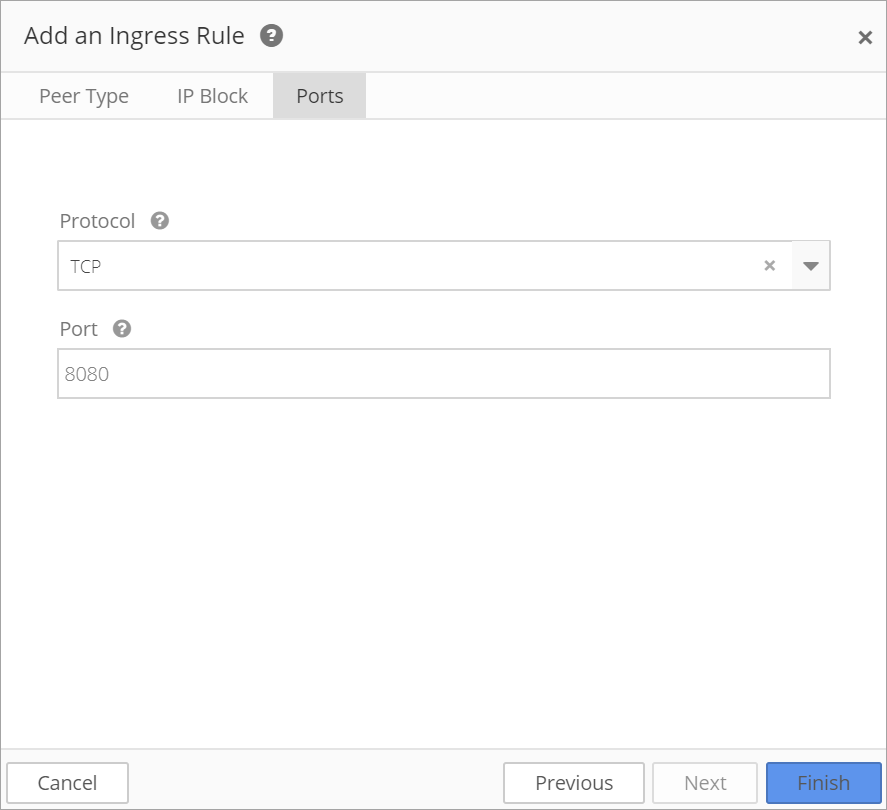 Add an Ingress Rule
Peer Type IP Block Ports
Protocol
TCP
Port
8080
Cancel Previous Next Finish